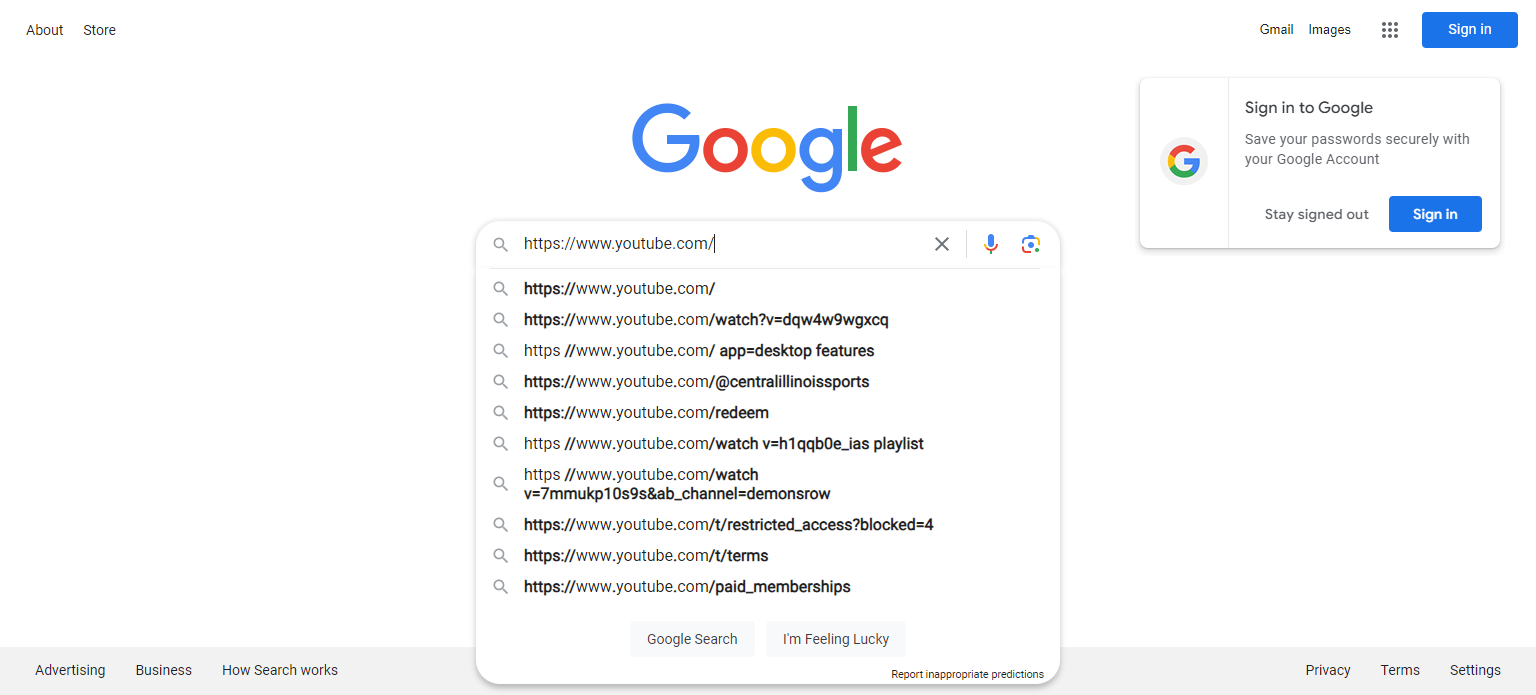 About Store
Gmail Images
Sign in
Sign in to Google
Save your passwords securely with
your Google Account
Stay signed out Sign in
Google
https://www.youtube.com/
https://www.youtube.com/
https://www.youtube.com/watch?v=dqw4w9wgxcq
https //www.youtube.com/ app=desktop features
https://www.youtube.com/@centralillinoissports
https://www.youtube.com/redeem
https //www.youtube.com/watch v=h1qqb0e_ias playlist
https //www.youtube.com/watch
v=7mmukp10s9s&ab_channel=demonsrow
https://www.youtube.com/t/restricted_access?blocked=4
https://www.youtube.com/t/terms
https://www.youtube.com/paid_memberships
Google Search I'm Feeling Lucky
Report inappropriate predictions
Advertising Business How Search works
Privacy Terms Settings